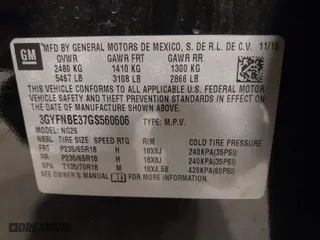 GM
MFD BY GENERAL MOTORS DE MEXICO, S. DE R.L. DE C.V. 11/15
GVWR GAWR FRT GAWR RR
2480 KG 1410 KG 1300 KG
5467 LB 3108 LB 2866 LB
THIS VEHICLE CONFORMS TO ALL APPLICABLE U.S. FEDERAL MOTOR
VEHICLE SAFETY, BUMPER, AND THEFT PREVENTION STANDARDS IN
EFFECT ON THE DATE OF MANUFACTURE SHOWN ABOVE.
3GYFNBE37GS560606 TYPE: M.P.V.
MODEL: NG26
NBBL TIRE SIZE SPEED RTG RIM COLD TIRE PRESSURE
FRT P235/65R18 H 18X8J 240KPA(35PSI)
RR P235/65R18 H 18X8J 240KPA(35PSI)
SPA T135/70R18 M 18X4.5B 420KPA(60PSI)
SEE OWNER'S MANUAL FOR ADDITIONAL INFORMATION